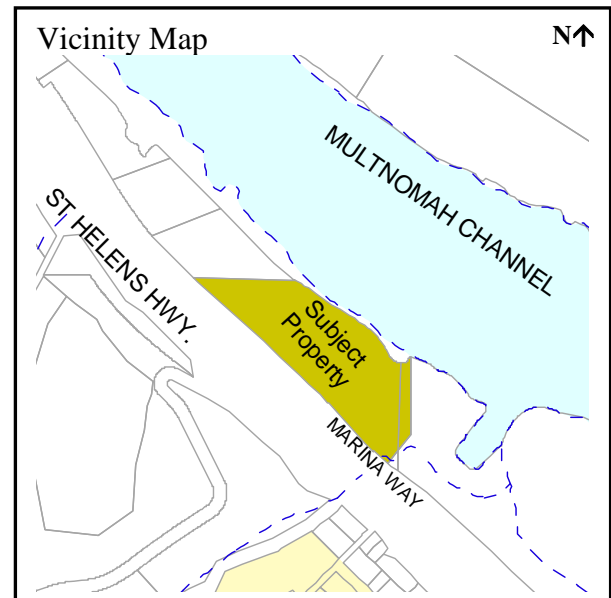 Vicinity Map
N↑
MULTNOMAH CHANNEL
ST HELENS HWY.
Subject
Property
MARINA WAY